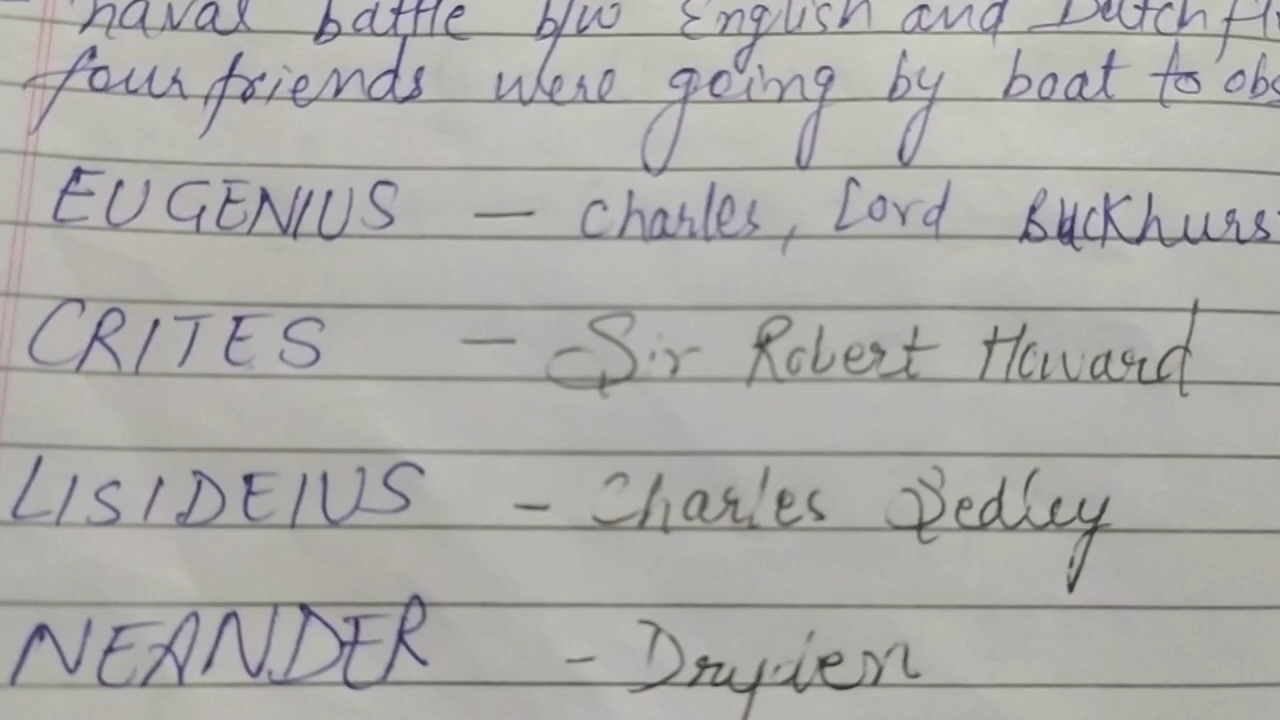 naval battle b/w English and Dutch
four friends were going by boat to
EUGENIUS — Charles, Lord Buckhurs
CRITES — Sir Robert Howard
LISIDEIUS - Charles Sedley
NEANDER - Dryden